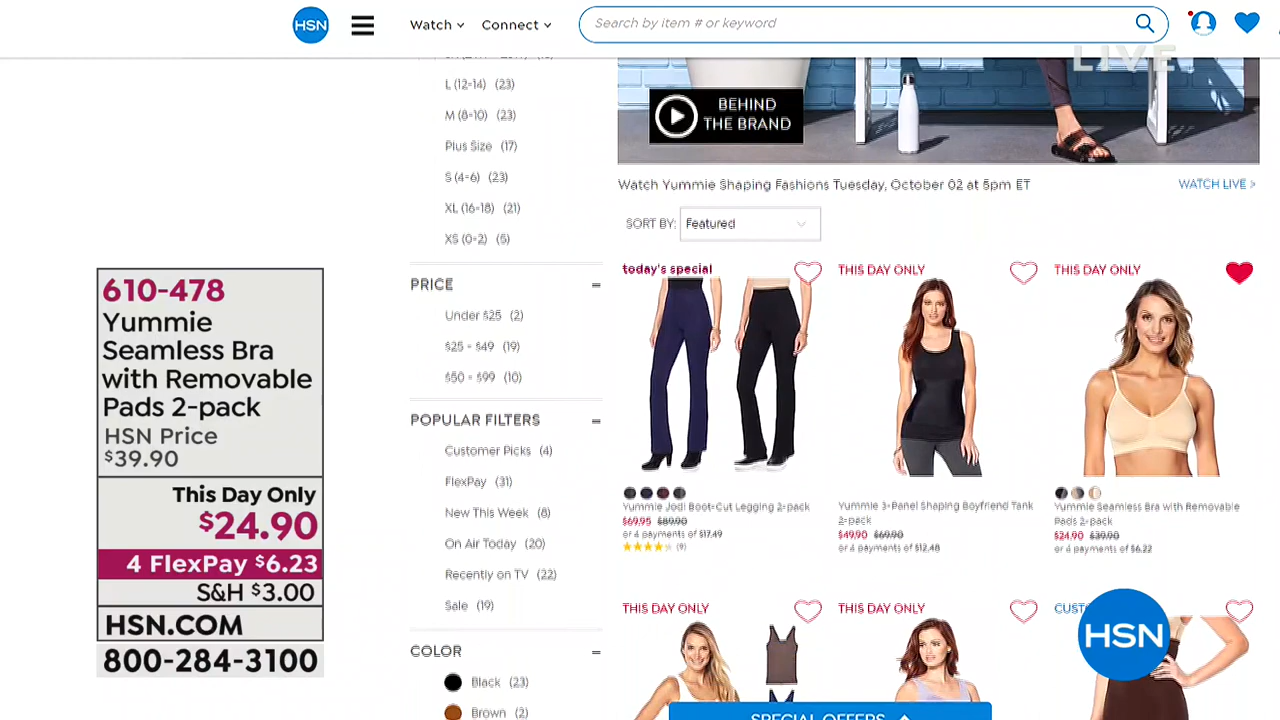 HSN
Watch
Connect
Search by item # or keyword
LIVE
L (12-14) (23)
M (8-10) (23)
Plus Size (17)
S (4-6) (23)
XL (16-18) (21)
XS (0-2) (5)
PRICE
Under $25 (2)
$25 - $49 (19)
$50 - $99 (10)
POPULAR FILTERS
Customer Picks (4)
FlexPay (31)
New This Week (8)
On Air Today (20)
Recently on TV (22)
Sale (19)
COLOR
Black (23)
Brown (2)
BEHIND
THE BRAND
Watch Yummie Shaping Fashions Tuesday, October 02 at 5pm ET
WATCH LIVE >
SORT BY: Featured
today's special
Yummie Jodi Boot-Cut Legging 2-pack
$69.95 $89.90
or 4 payments of $17.49
(9)
THIS DAY ONLY
Yummie 3-Panel Shaping Boyfriend Tank
2-pack
$49.90 $69.90
or 4 payments of $12.48
THIS DAY ONLY
Yummie Seamless Bra with Removable
Pads 2-pack
$24.90 $39.90
or 4 payments of $6.22
THIS DAY ONLY
THIS DAY ONLY
HSN
SPECIAL OFFERS
610-478
Yummie
Seamless Bra
with Removable
Pads 2-pack
HSN Price
$39.90
This Day Only
$24.90
4 FlexPay $6.23
S&H $3.00
HSN.COM
800-284-3100